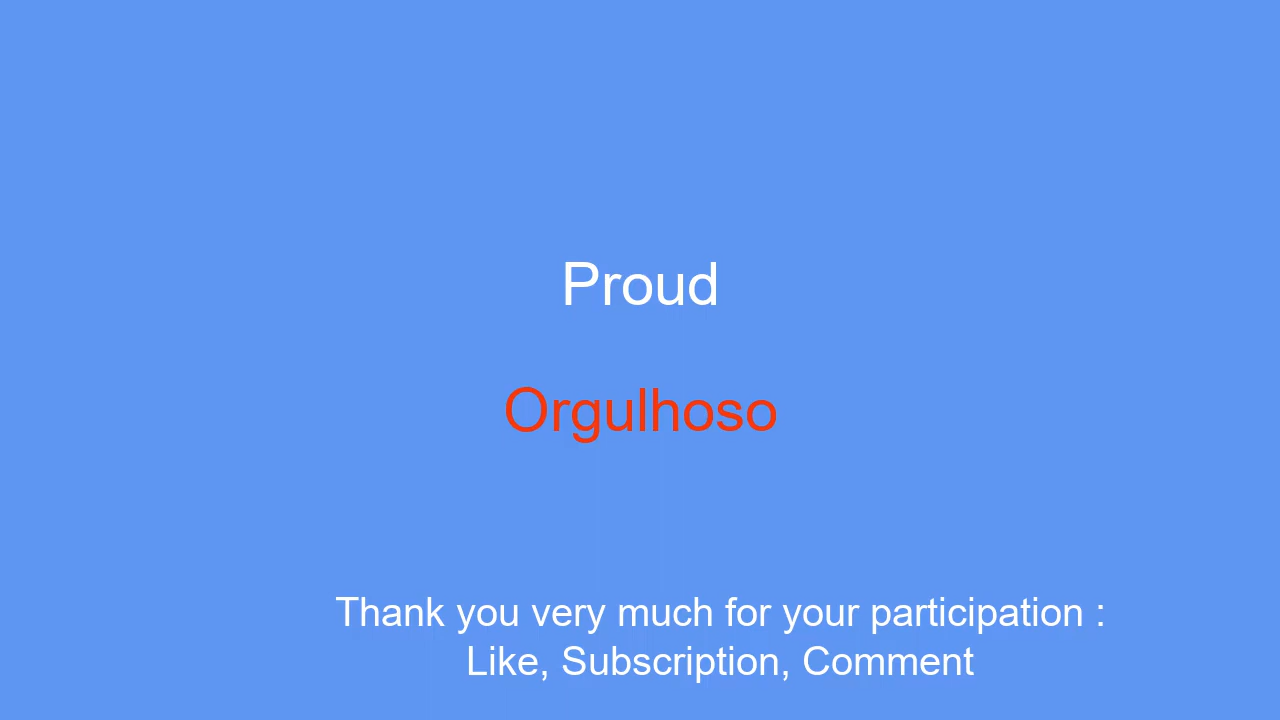 Proud
Orgulhoso
Thank you very much for your participation :
Like, Subscription, Comment